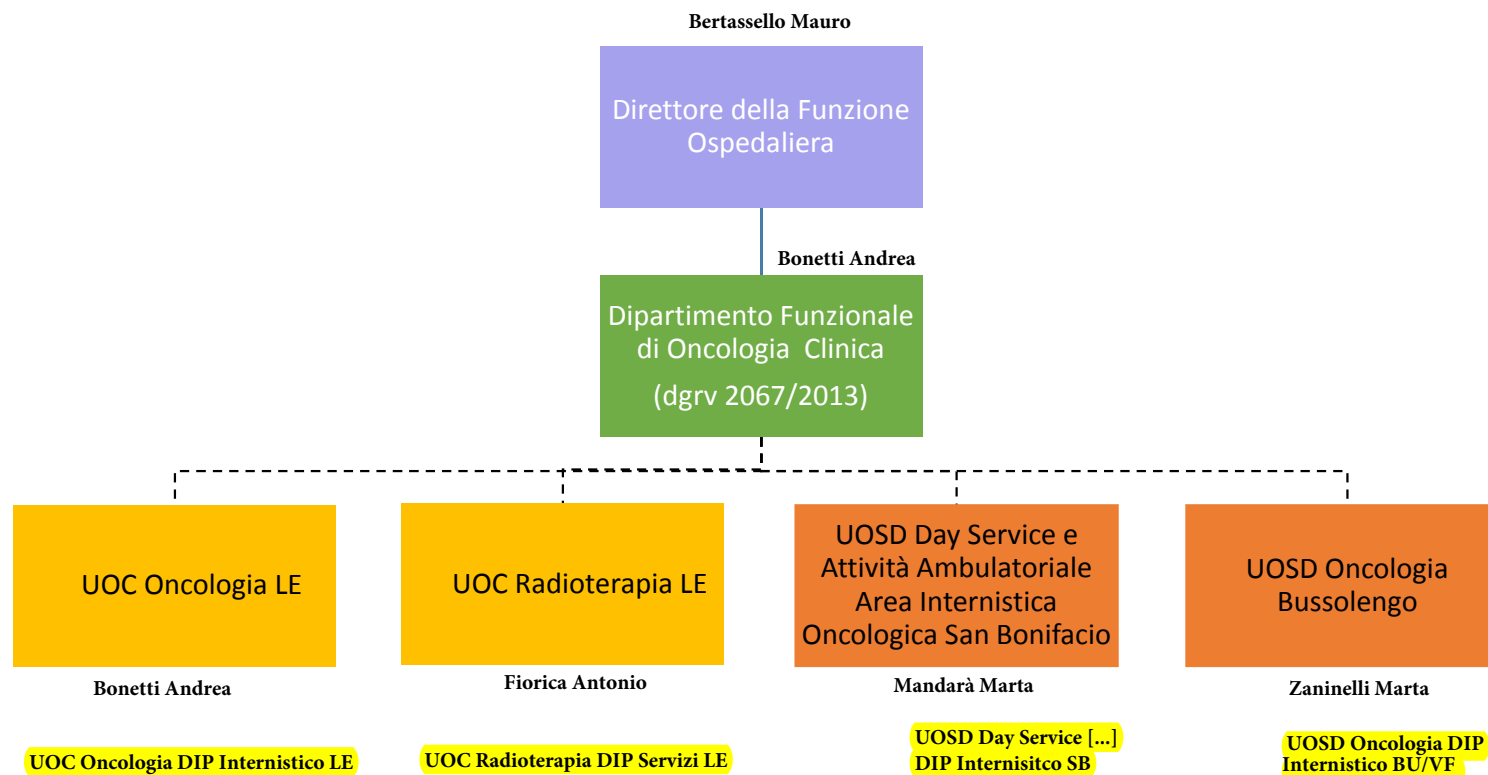 Bertassello Mauro
Direttore della Funzione
Ospedaliera
Bonetti Andrea
Dipartimento Funzionale
di Oncologia Clinica
(dgrv 2067/2013)
UOC Oncologia LE
UOC Radioterapia LE
UOSD Day Service e
Attività Ambulatoriale
Area Internistica
Oncologica San Bonifacio
UOSD Oncologia
Bussolengo
Bonetti Andrea
Fiorica Antonio
Mandarà Marta
Zaninelli Marta
UOC Oncologia DIP Internistico LE
UOC Radioterapia DIP Servizi LE
UOSD Day Service [...]
DIP Internisitco SB
UOSD Oncologia DIP
Internistico BU/VF